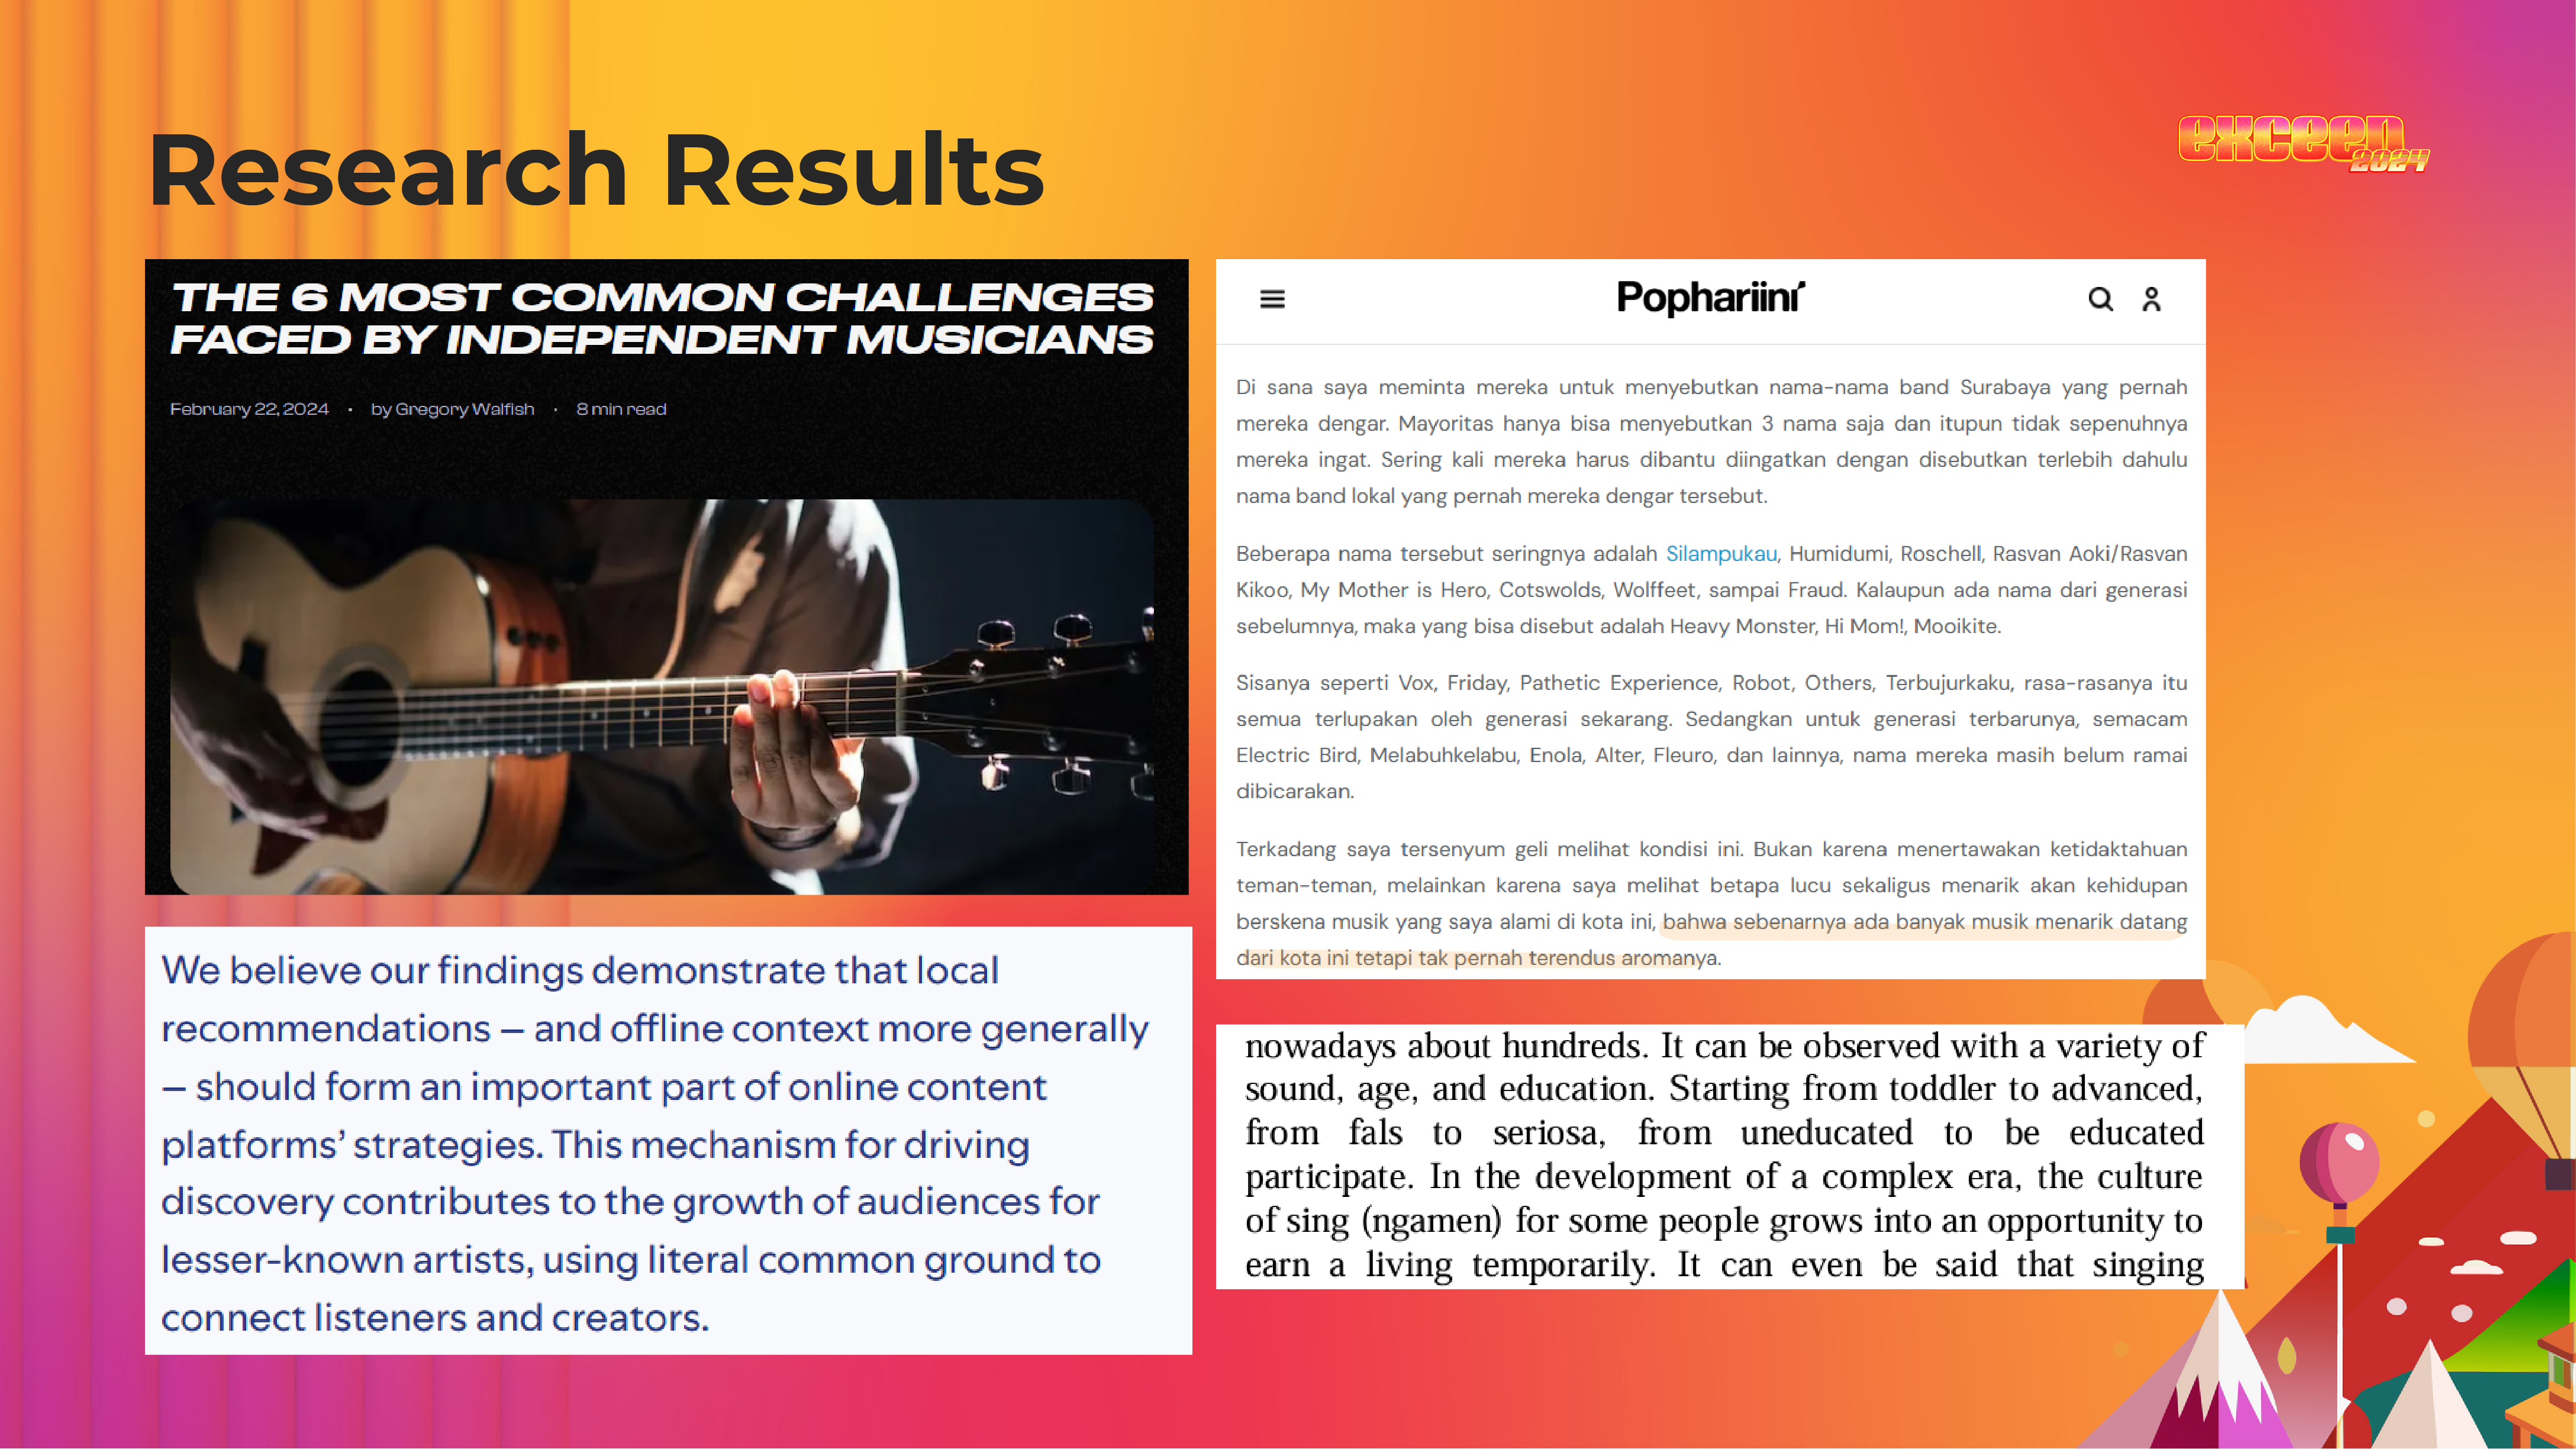 Research Results
exceed
2024
THE 6 MOST COMMON CHALLENGES
FACED BY INDEPENDENT MUSICIANS
February 22, 2024 · by Gregory Walfish · 8 min read
We believe our findings demonstrate that local
recommendations – and offline context more generally
– should form an important part of online content
platforms' strategies. This mechanism for driving
discovery contributes to the growth of audiences for
lesser-known artists, using literal common ground to
connect listeners and creators.
Pophariini
Di sana saya meminta mereka untuk menyebutkan nama-nama band Surabaya yang pernah
mereka dengar. Mayoritas hanya bisa menyebutkan 3 nama saja dan itupun tidak sepenuhnya
mereka ingat. Sering kali mereka harus dibantu diingatkan dengan disebutkan terlebih dahulu
nama band lokal yang pernah mereka dengar tersebut.
Beberapa nama tersebut seringnya adalah Silampukau, Humidumi, Roschell, Rasvan Aoki/Rasvan
Kikoo, My Mother is Hero, Cotswolds, Wolffeet, sampai Fraud. Kalaupun ada nama dari generasi
sebelumnya, maka yang bisa disebut adalah Heavy Monster, Hi Mom!, Mooikite.
Sisanya seperti Vox, Friday, Pathetic Experience, Robot, Others, Terbujurkaku, rasa-rasanya itu
semua terlupakan oleh generasi sekarang. Sedangkan untuk generasi terbarunya, semacam
Electric Bird, Melabuhkelabu, Enola, Alter, Fleuro, dan lainnya, nama mereka masih belum ramai
dibicarakan.
Terkadang saya tersenyum geli melihat kondisi ini. Bukan karena menertawakan ketidaktahuan
teman-teman, melainkan karena saya melihat betapa lucu sekaligus menarik akan kehidupan
berskena musik yang saya alami di kota ini, bahwa sebenarnya ada banyak musik menarik datang
dari kota ini tetapi tak pernah terendus aromanya.
nowadays about hundreds. It can be observed with a variety of
sound, age, and education. Starting from toddler to advanced,
from fals to seriosa, from uneducated to be educated
participate. In the development of a complex era, the culture
of sing (ngamen) for some people grows into an opportunity to
earn a living temporarily. It can even be said that singing